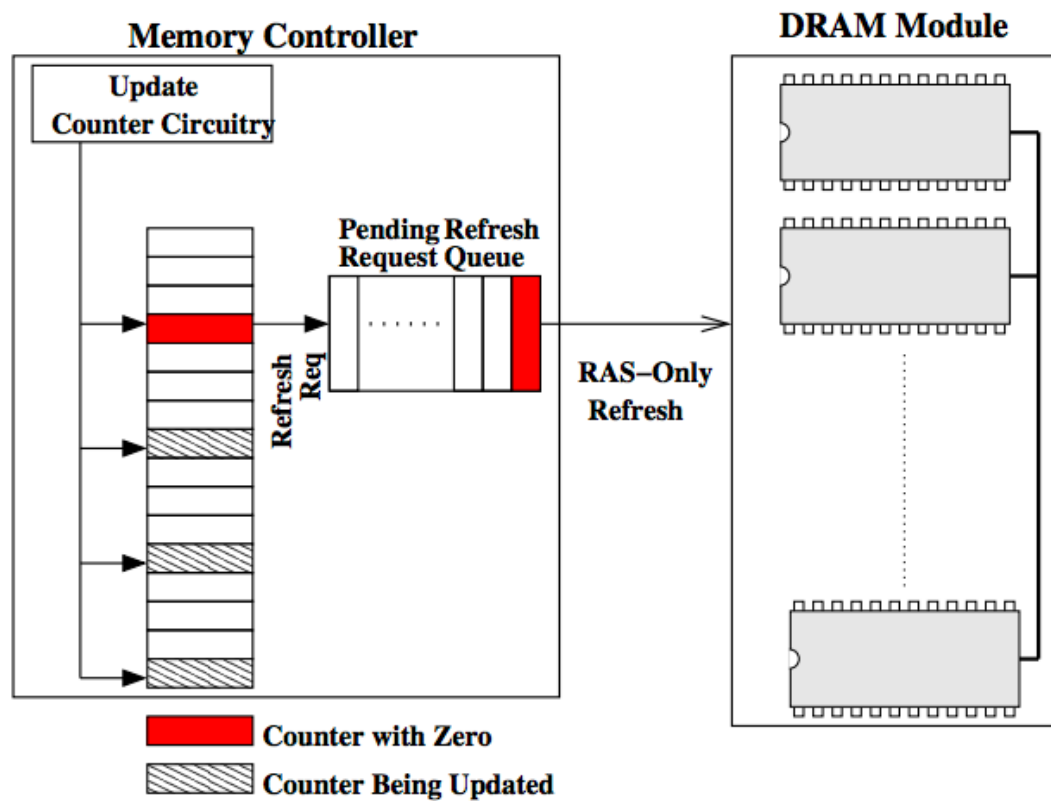 Memory Controller
DRAM Module
Update
Counter Circuitry
Pending Refresh
Request Queue
Refresh
Req
RAS-Only
Refresh
Counter with Zero
Counter Being Updated